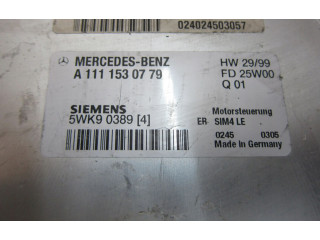 024024503057
MERCEDES-BENZ
A 111 153 07 79
HW 29/99
FD 25W00
Q 01
SIEMENS
5WK9 0389 [4]
Motorsteuerung
ER SIM4 LE
0245 0305
Made in Germany